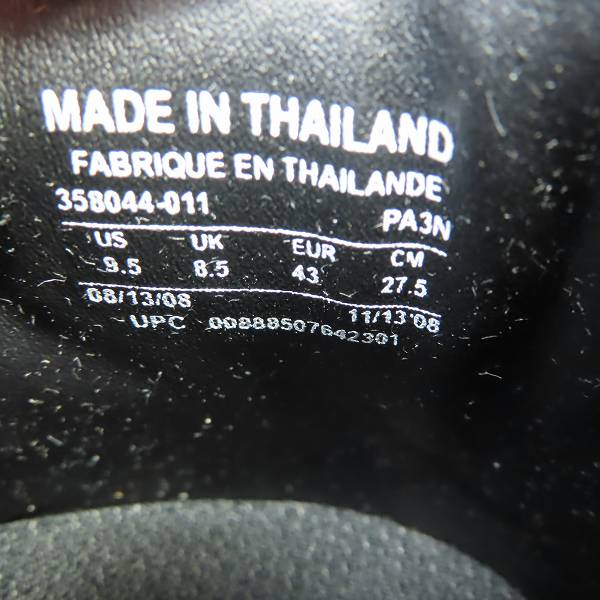 MADE IN THAILAND
FABRIQUE EN THAILANDE
358044-011 PA3N
US UK EUR CM
9.5 8.5 43 27.5
08/13/08 11/13/08
UPC 00888507642301